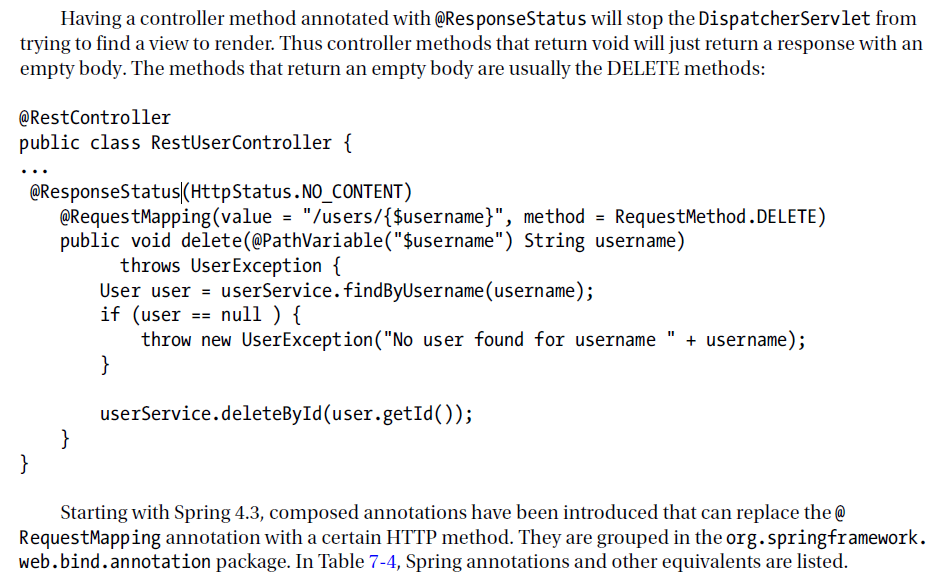 Having a controller method annotated with @ResponseStatus will stop the DispatcherServlet from
trying to find a view to render. Thus controller methods that return void will just return a response with an
empty body. The methods that return an empty body are usually the DELETE methods:
@RestController
public class RestUserController {
...
@ResponseStatus(HttpStatus.NO_CONTENT)
@RequestMapping(value = "/users/{$username}", method = RequestMethod.DELETE)
public void delete(@PathVariable("$username") String username)
throws UserException {
User user = userService.findByUsername(username);
if (user == null ) {
throw new UserException("No user found for username " + username);
}
userService.deleteById(user.getId());
}
}
Starting with Spring 4.3, composed annotations have been introduced that can replace the @
RequestMapping annotation with a certain HTTP method. They are grouped in the org.springframework.
web.bind.annotation package. In Table 7-4, Spring annotations and other equivalents are listed.